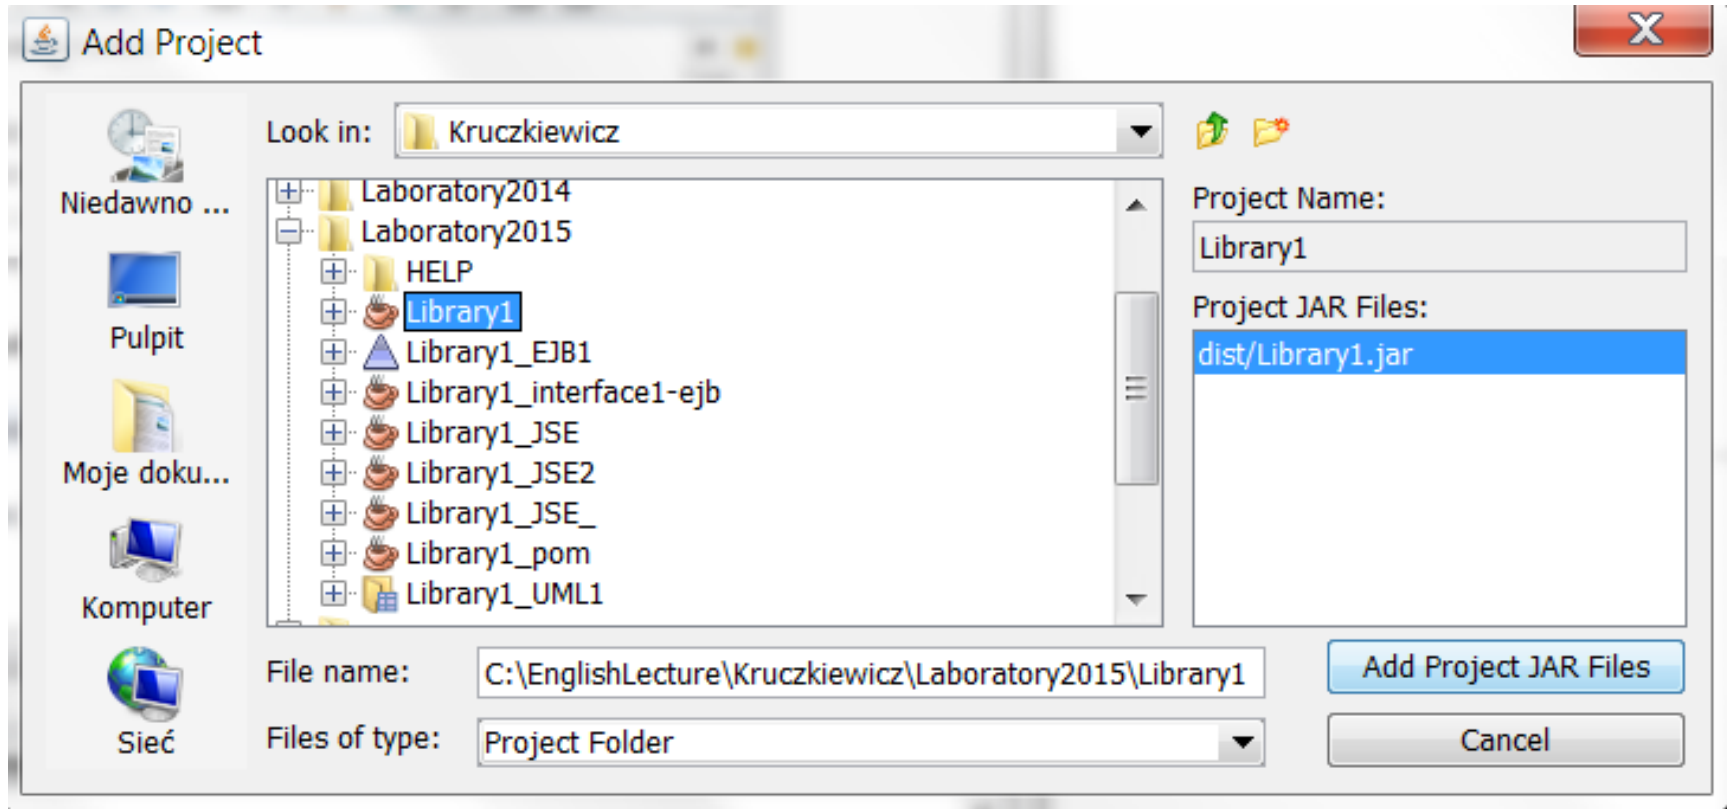 Add Project
Look in:
Kruczkiewicz
Niedawno ...
Pulpit
Moje doku...
Komputer
Sieć
Laboratory2014
Laboratory2015
HELP
Library1
Library1_EJB1
Library1_interface1-ejb
Library1_JSE
Library1_JSE2
Library1_JSE_
Library1_pom
Library1_UML1
Project Name:
Library1
Project JAR Files:
dist/Library1.jar
File name:
C:\EnglishLecture\Kruczkiewicz\Laboratory2015\Library1
Add Project JAR Files
Files of type:
Project Folder
Cancel